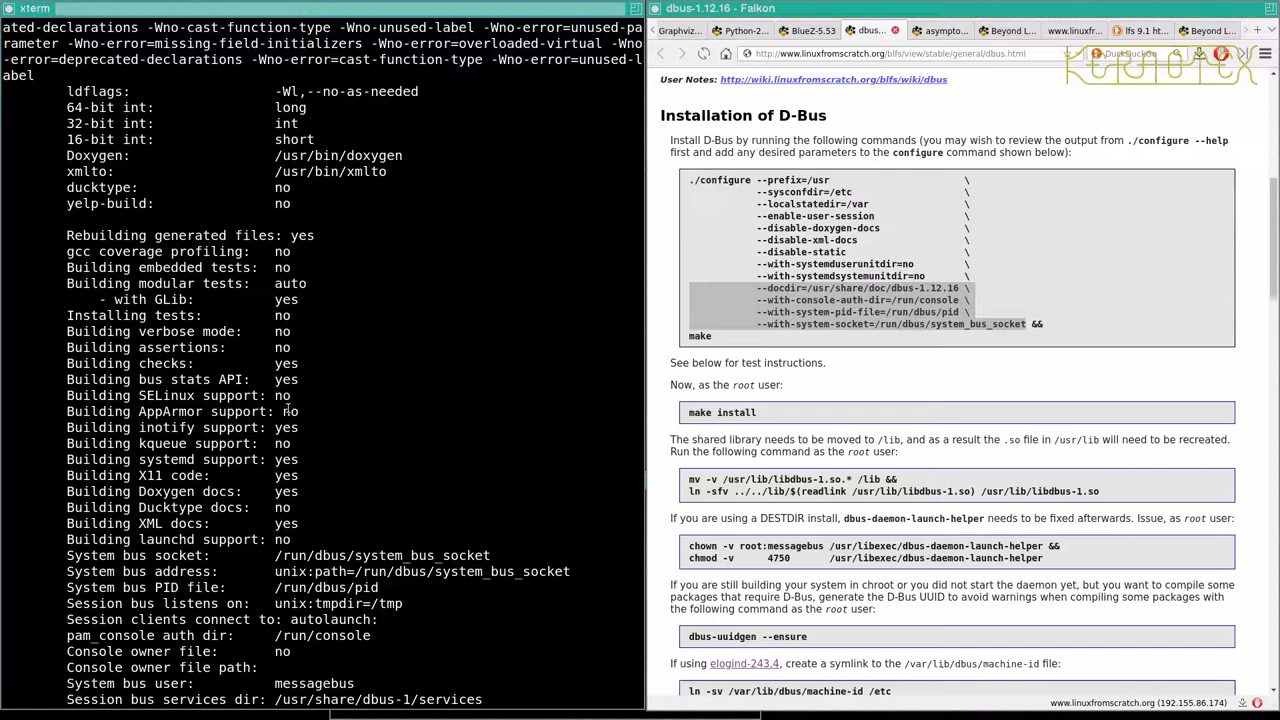 xterm
ated-declarations -Wno-cast-function-type -Wno-unused-label -Wno-error=unused-pa
rameter -Wno-error=missing-field-initializers -Wno-error=overloaded-virtual -Wno
-error=deprecated-declarations -Wno-error=cast-function-type -Wno-error=unused-l
abel
ldflags: -Wl,--no-as-needed
64-bit int: long
32-bit int: int
16-bit int: short
Doxygen: /usr/bin/doxygen
xmlto: /usr/bin/xmlto
ducktype: no
yelp-build: no
Rebuilding generated files: yes
gcc coverage profiling: no
Building embedded tests: no
Building modular tests: auto
- with GLib: yes
Installing tests: no
Building verbose mode: no
Building assertions: no
Building checks: yes
Building bus stats API: yes
Building SELinux support: no
Building AppArmor support: no
Building inotify support: yes
Building kqueue support: no
Building systemd support: yes
Building X11 code: yes
Building Doxygen docs: yes
Building Ducktype docs: no
Building XML docs: yes
Building launchd support: no
System bus socket: /run/dbus/system_bus_socket
System bus address: unix:path=/run/dbus/system_bus_socket
System bus PID file: /run/dbus/pid
Session bus listens on: unix:tmpdir=/tmp
Session clients connect to: autolaunch:
pam_console auth dir: /run/console
Console owner file: no
Console owner file path:
System bus user: messagebus
Session bus services dir: /usr/share/dbus-1/services
dbus-1.12.16 - Falkon
Graphviz... Python-2... BlueZ-5.53 dbus... asympto... Beyond L... www.linuxf... lfs 9.1 ht... Beyond L...
http://www.linuxfromscratch.org/blfs/view/stable/general/dbus.html DuckDuckGo
User Notes: http://wiki.linuxfromscratch.org/blfs/wiki/dbus
Installation of D-Bus
Install D-Bus by running the following commands (you may wish to review the output from ./configure --help
first and add any desired parameters to the configure command shown below):
./configure --prefix=/usr \
--sysconfdir=/etc \
--localstatedir=/var \
--enable-user-session \
--disable-doxygen-docs \
--disable-xml-docs \
--disable-static \
--with-systemduserunitdir=no \
--with-systemdsystemunitdir=no \
--docdir=/usr/share/doc/dbus-1.12.16 \
--with-console-auth-dir=/run/console \
--with-system-pid-file=/run/dbus/pid \
--with-system-socket=/run/dbus/system_bus_socket &&
make
See below for test instructions.
Now, as the root user:
make install
The shared library needs to be moved to /lib, and as a result the .so file in /usr/lib will need to be recreated.
Run the following command as the root user:
mv -v /usr/lib/libdbus-1.so.* /lib &&
ln -sfv ../../lib/$(readlink /usr/lib/libdbus-1.so) /usr/lib/libdbus-1.so
If you are using a DESTDIR install, dbus-daemon-launch-helper needs to be fixed afterwards. Issue, as root user:
chown -v root:messagebus /usr/libexec/dbus-daemon-launch-helper &&
chmod -v 4750 /usr/libexec/dbus-daemon-launch-helper
If you are still building your system in chroot or you did not start the daemon yet, but you want to compile some
packages that require D-Bus, generate the D-Bus UUID to avoid warnings when compiling some packages with
the following command as the root user:
dbus-uuidgen --ensure
If using elogind-243.4, create a symlink to the /var/lib/dbus/machine-id file:
ln -sv /var/lib/dbus/machine-id /etc
www.linuxfromscratch.org (192.155.86.174)